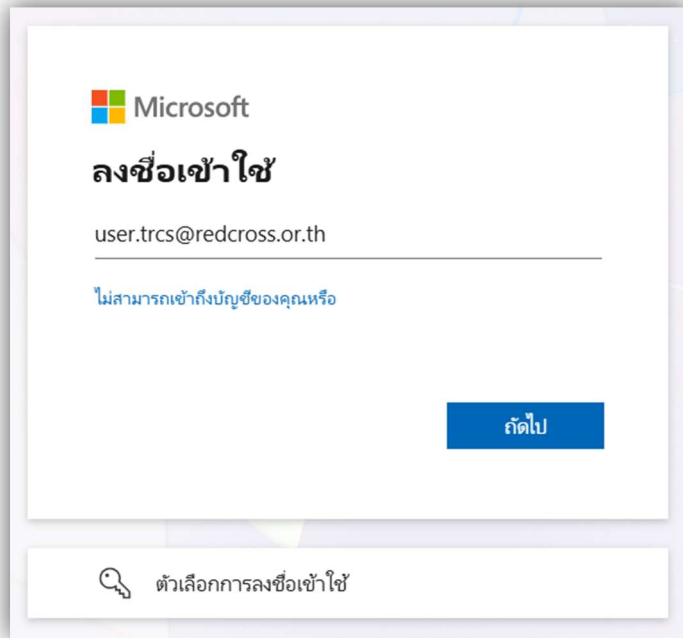 Microsoft
ลงชื่อเข้าใช้
user.trcs@redcross.or.th
ไม่สามารถเข้าถึงบัญชีของคุณหรือ
ถัดไป
ตัวเลือกการลงชื่อเข้าใช้